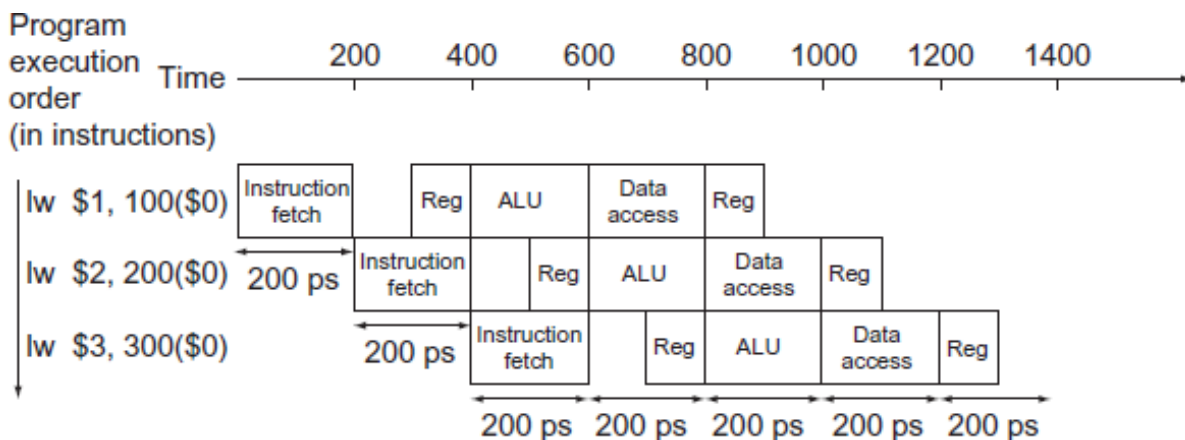 Program
execution
order
(in instructions)
Time
200 400 600 800 1000 1200 1400
lw $1, 100($0)
Instruction
fetch
Reg
ALU
Data
access
Reg
200 ps
lw $2, 200($0)
Instruction
fetch
Reg
ALU
Data
access
Reg
200 ps
lw $3, 300($0)
Instruction
fetch
Reg
ALU
Data
access
Reg
200 ps 200 ps 200 ps 200 ps 200 ps